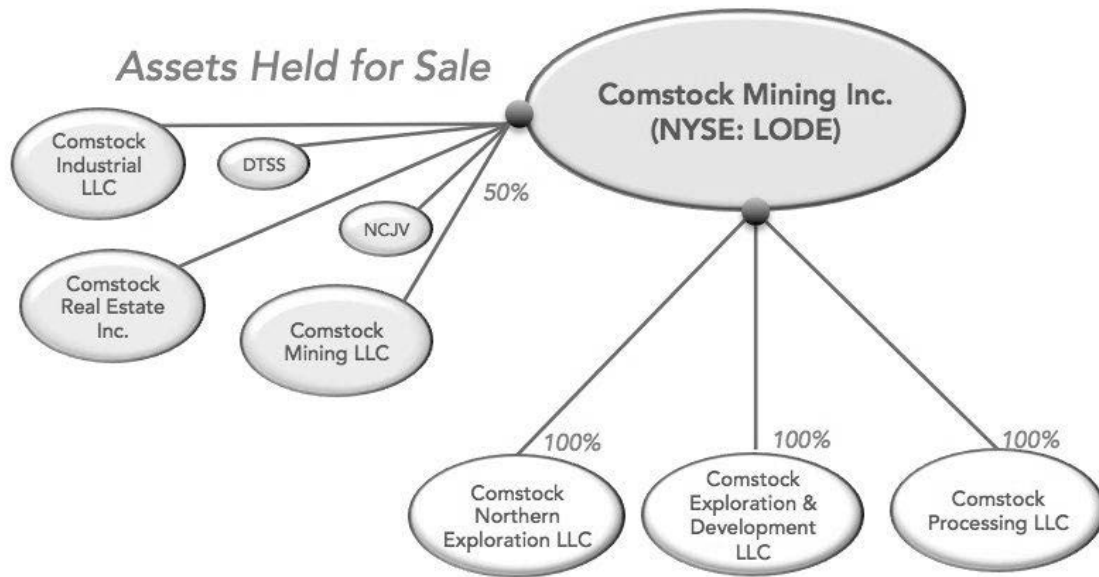 Assets Held for Sale
Comstock Mining Inc.
(NYSE: LODE)
Comstock
Industrial
LLC
DTSS
50%
NCJV
Comstock
Real Estate
Inc.
Comstock
Mining LLC
100%
100%
100%
Comstock
Northern
Exploration LLC
Comstock
Exploration &
Development
LLC
Comstock
Processing LLC